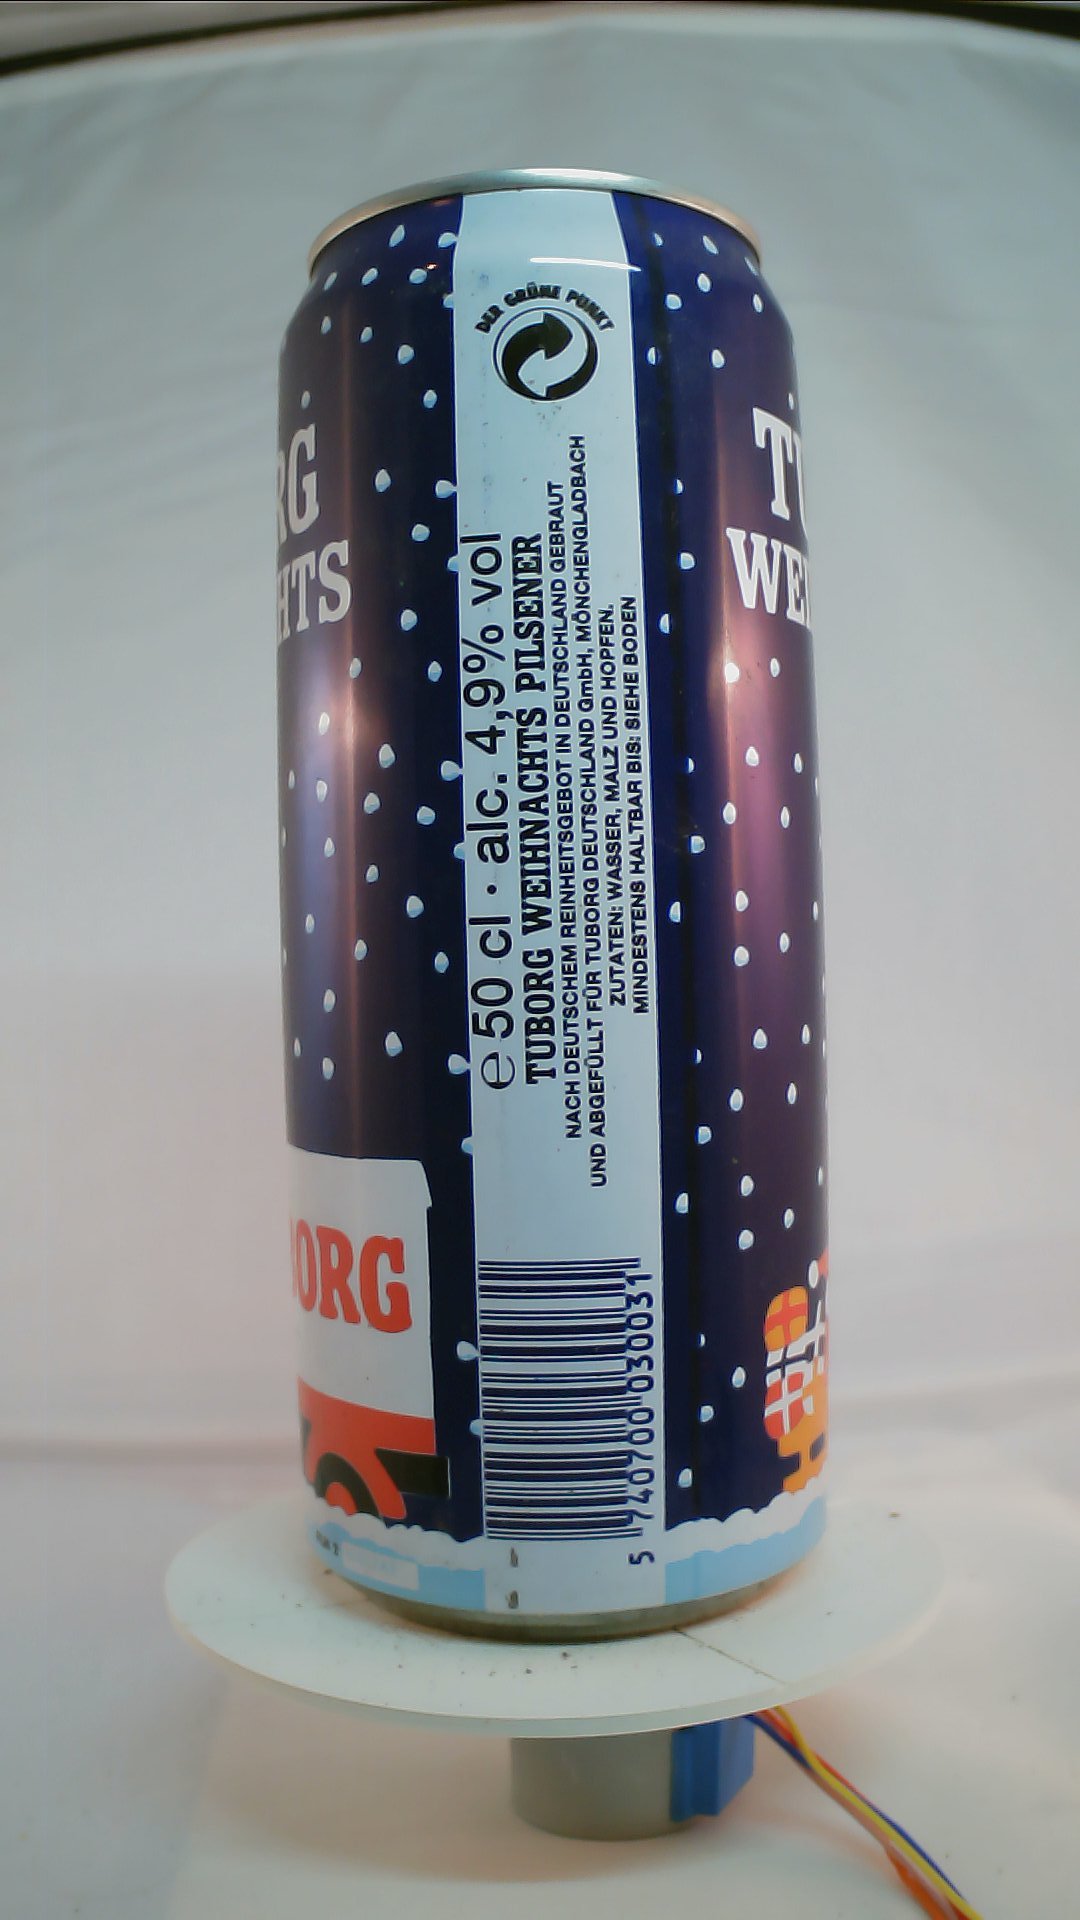 DER GRÜNE PUNKT
RG
HTS
e 50 cl · alc. 4,9% vol
TUBORG WEIHNACHTS PILSENER
NACH DEUTSCHEM REINHEITSGEBOT IN DEUTSCHLAND GEBRAUT
UND ABGEFÜLLT FÜR TUBORG DEUTSCHLAND GmbH, MÖNCHENGLADBACH
ZUTATEN: WASSER, MALZ UND HOPFEN.
MINDESTENS HALTBAR BIS: SIEHE BODEN
TU
WEI
ORG
5 740700 030031